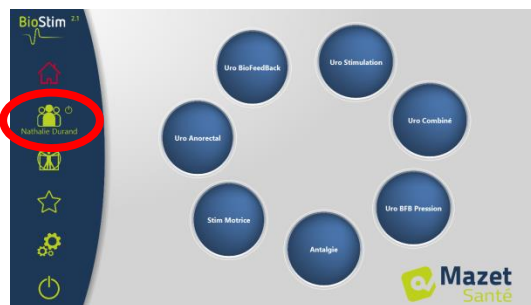 BioStim 2.1
Nathalie Durand
Uro BioFeedBack
Uro Stimulation
Uro Anorectal
Uro Combiné
Stim Motrice
Uro BFB Pression
Antalgie
Mazet
Santé